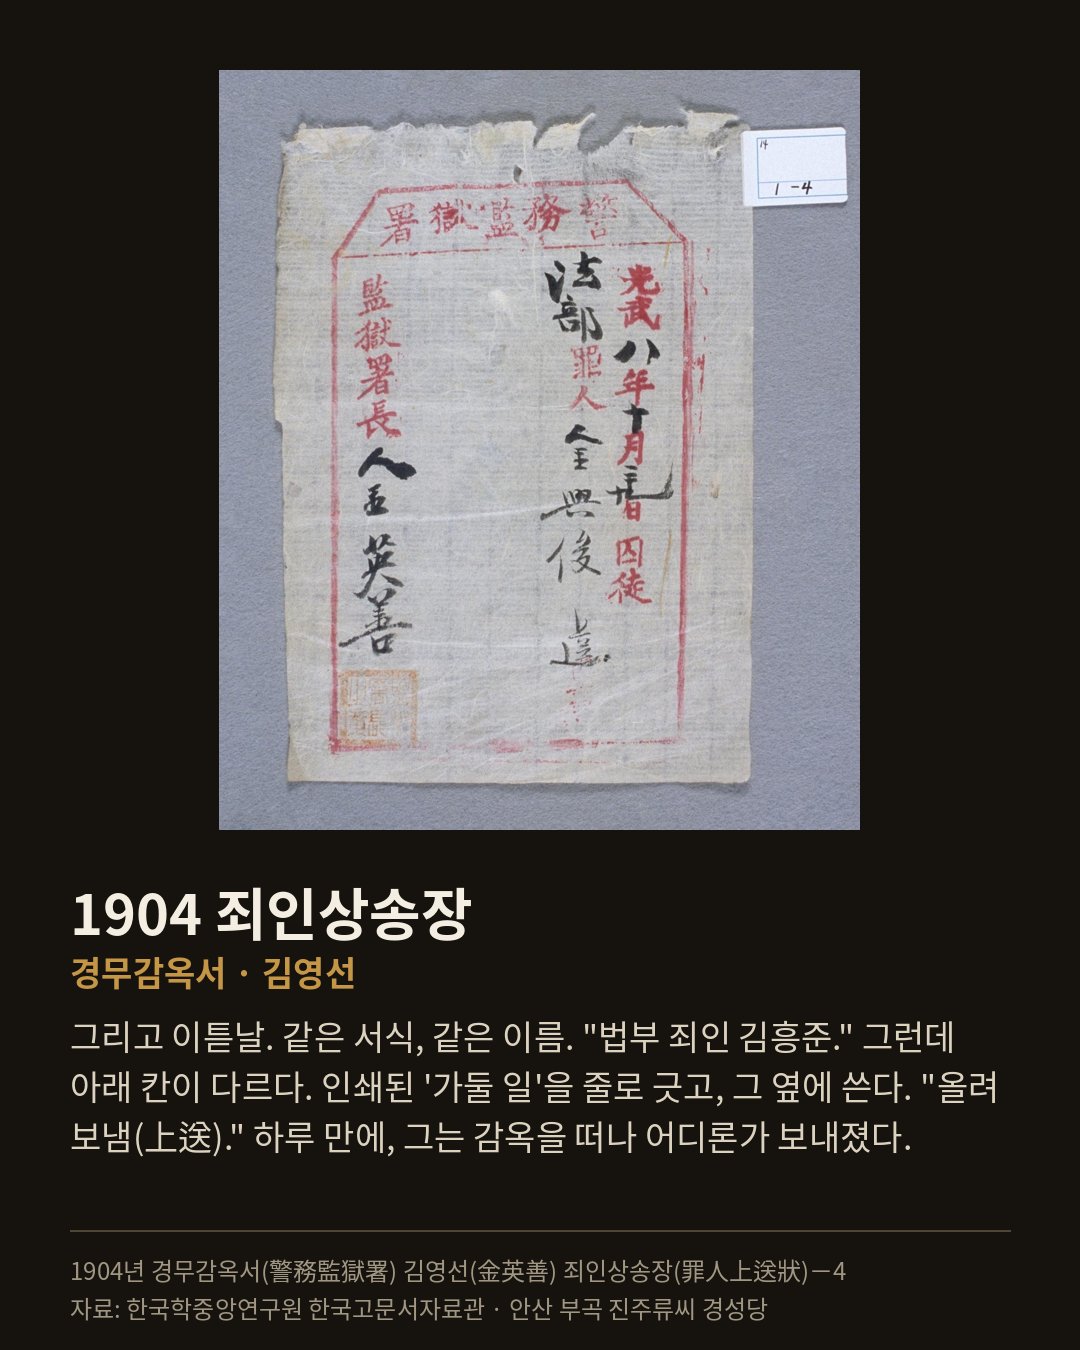 警務監獄署
光武八年十月三十日 囚徒
法部罪人金興俊
監獄署長 金英善
14
1-4
1904 죄인상송장
경무감옥서 · 김영선
그리고 이튿날. 같은 서식, 같은 이름. "법부 죄인 김흥준." 그런데
아래 칸이 다르다. 인쇄된 '가둘 일'을 줄로 긋고, 그 옆에 쓴다. "올려
보냄(上送)." 하루 만에, 그는 감옥을 떠나 어디론가 보내졌다.
1904년 경무감옥서(警務監獄署) 김영선(金英善) 죄인상송장(罪人上送狀)－4
자료: 한국학중앙연구원 한국고문서자료관 · 안산 부곡 진주류씨 경성당